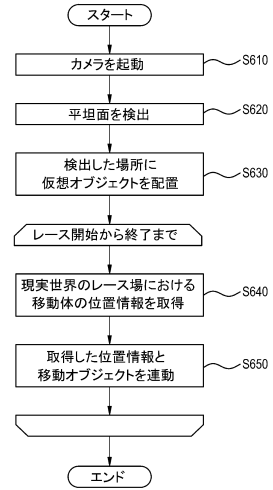 スタート
カメラを起動
S610
平坦面を検出
S620
検出した場所に
仮想オブジェクトを配置
S630
レース開始から終了まで
現実世界のレース場における
移動体の位置情報を取得
S640
取得した位置情報と
移動オブジェクトを連動
S650
エンド